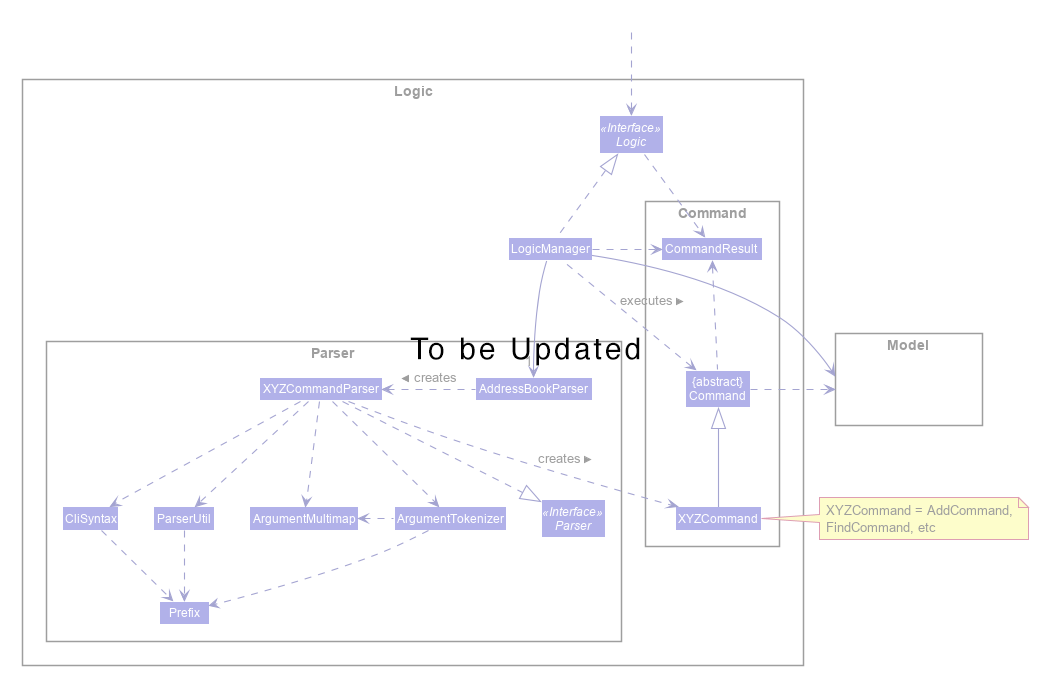 Logic
«Interface»
Logic
Command
LogicManager
CommandResult
executes ►
To be Updated
Parser
Model
◄ creates
XYZCommandParser
AddressBookParser
{abstract}
Command
creates ►
CliSyntax
ParserUtil
ArgumentMultimap
ArgumentTokenizer
«Interface»
Parser
XYZCommand
XYZCommand = AddCommand,
FindCommand, etc
Prefix